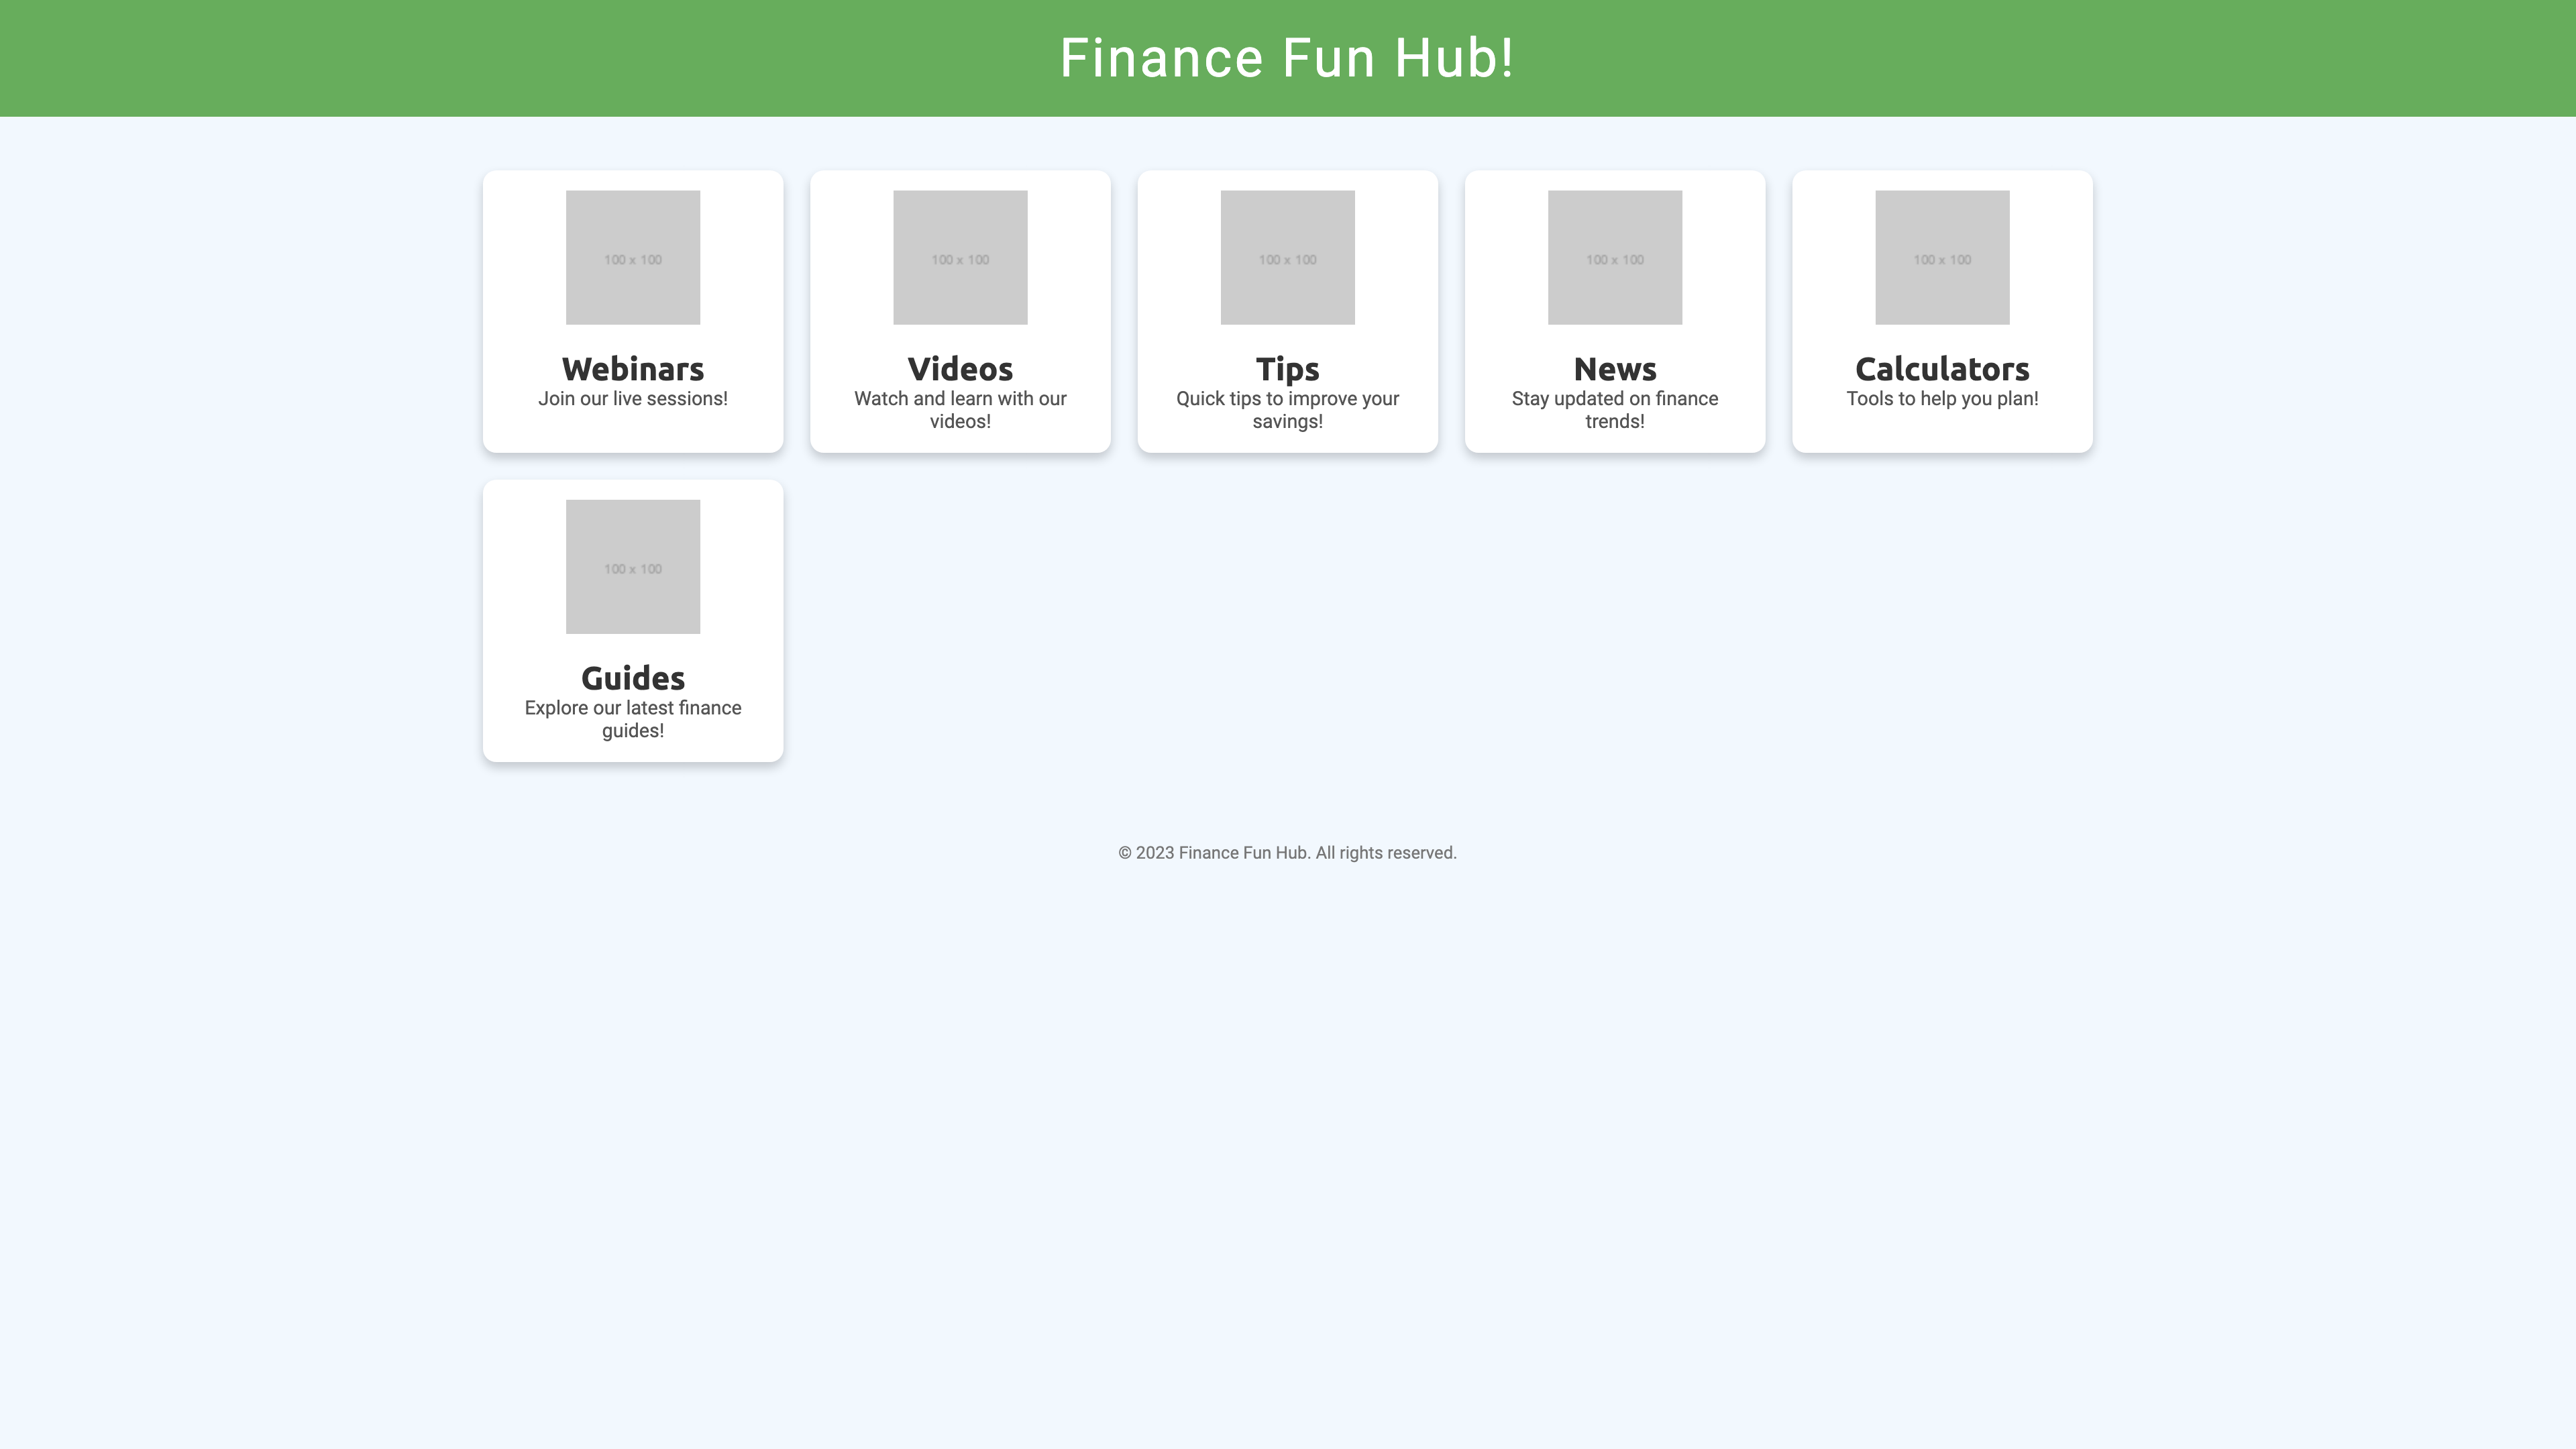 Finance Fun Hub!
100 x 100
Webinars
Join our live sessions!
100 x 100
Videos
Watch and learn with our
videos!
100 x 100
Tips
Quick tips to improve your
savings!
100 x 100
News
Stay updated on finance
trends!
100 x 100
Calculators
Tools to help you plan!
100 x 100
Guides
Explore our latest finance
guides!
© 2023 Finance Fun Hub. All rights reserved.